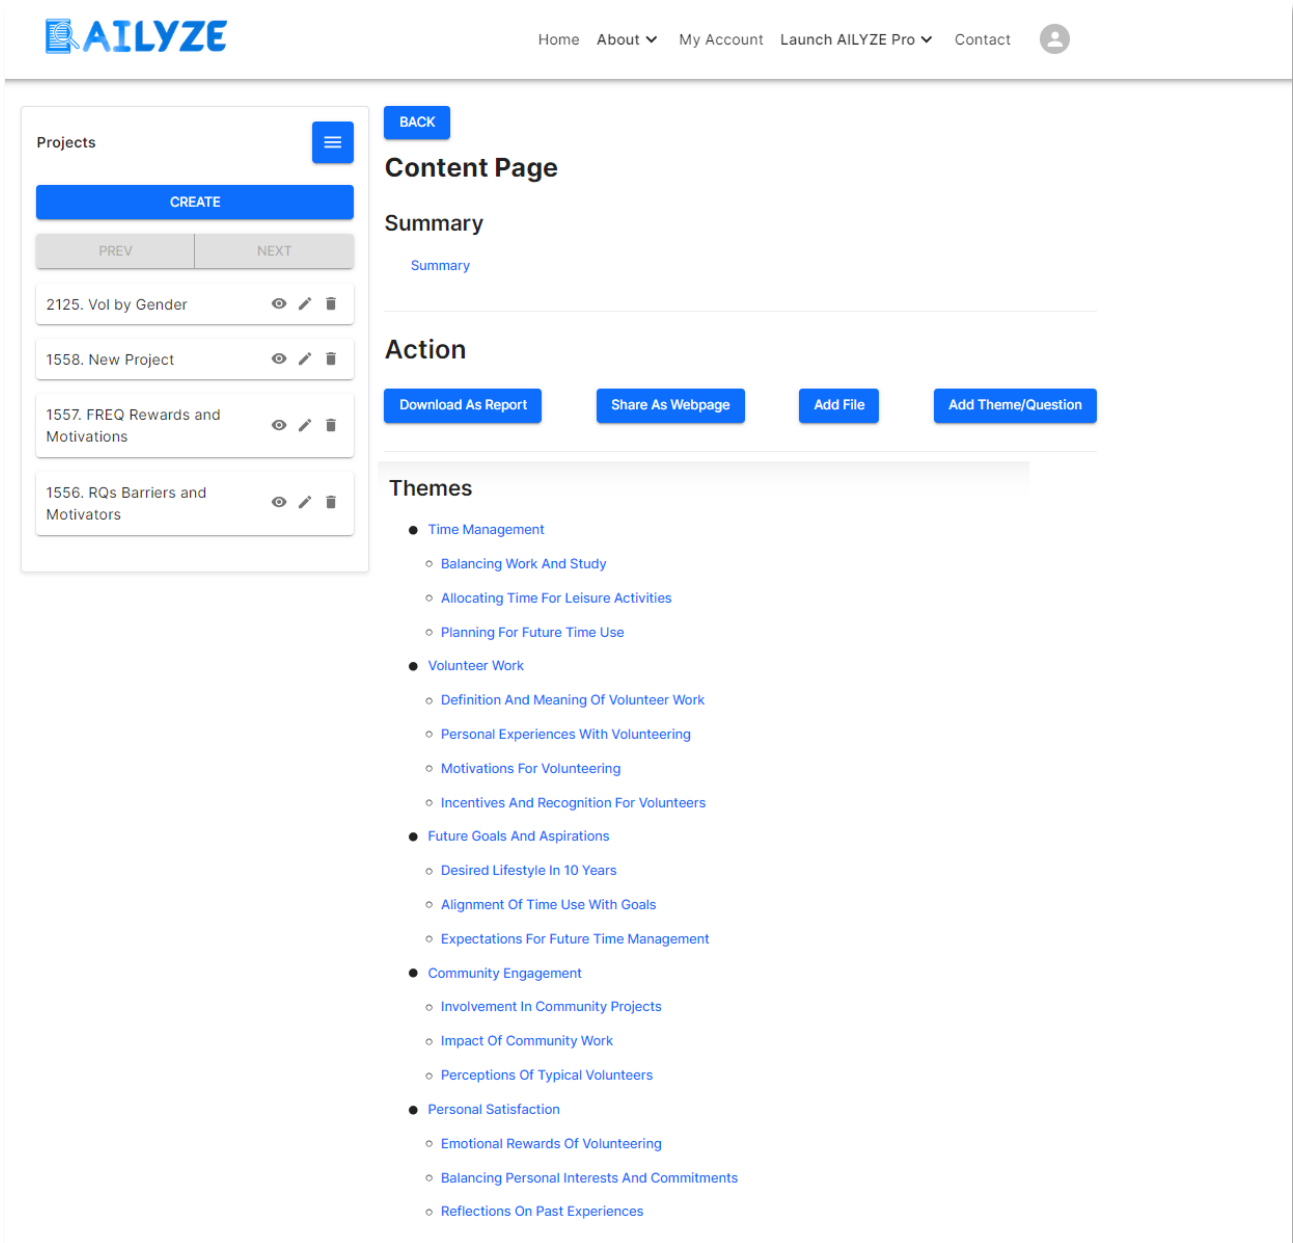 AILYZE
Home About My Account Launch AILYZE Pro Contact
Projects
CREATE
PREV NEXT
2125. Vol by Gender
1558. New Project
1557. FREQ Rewards and
Motivations
1556. RQs Barriers and
Motivators
BACK
Content Page
Summary
Summary
Action
Download As Report Share As Webpage Add File Add Theme/Question
Themes
Time Management
Balancing Work And Study
Allocating Time For Leisure Activities
Planning For Future Time Use
Volunteer Work
Definition And Meaning Of Volunteer Work
Personal Experiences With Volunteering
Motivations For Volunteering
Incentives And Recognition For Volunteers
Future Goals And Aspirations
Desired Lifestyle In 10 Years
Alignment Of Time Use With Goals
Expectations For Future Time Management
Community Engagement
Involvement In Community Projects
Impact Of Community Work
Perceptions Of Typical Volunteers
Personal Satisfaction
Emotional Rewards Of Volunteering
Balancing Personal Interests And Commitments
Reflections On Past Experiences